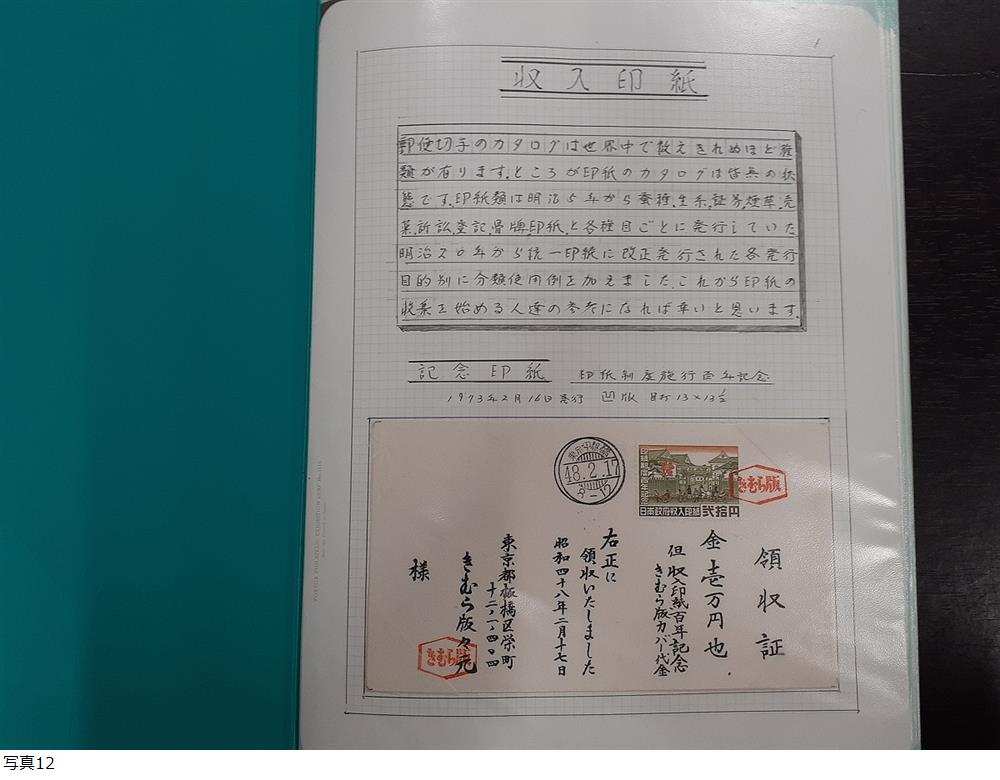 1
収入印紙
郵便切手のカタログは世界中で数えきれぬほど種
類が有ります。ところが印紙のカタログは皆無の状
態です。印紙類は明治5年から蚕種.生糸.証券.煙草.売
薬.訴訟.登記.骨牌.印紙.と各種目ごとに発行していた
明治20年から統一印紙に改正発行された各発行
目的別に分類使用例を加えました.これから印紙の
収集を始める人達の参考になれば幸いと思います.
記念印紙 印紙制度施行百年記念
1973年2月16日発行 凹版 目打13×13½
48.2.17
8-12
印紙制度百年記念
日本政府収入印紙 弐拾円
きむら版
領収証
金壱万円也
但 収入印紙百年記念
きむら版カバー代金
右正に
領収いたしました
昭和四十八年二月十七日
東京都板橋区栄町
きむら版々元
様
きむら版
写真12